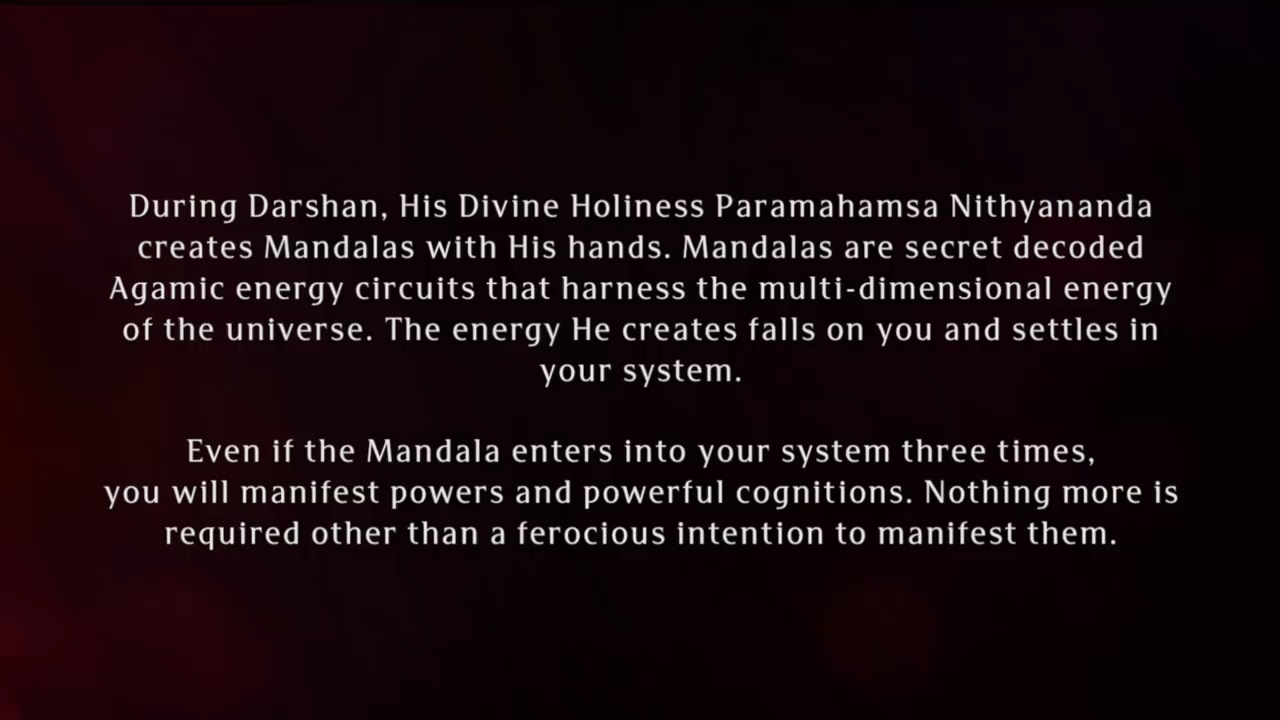 During Darshan, His Divine Holiness Paramahamsa Nithyananda
creates Mandalas with His hands. Mandalas are secret decoded
Agamic energy circuits that harness the multi-dimensional energy
of the universe. The energy He creates falls on you and settles in
your system.
Even if the Mandala enters into your system three times,
you will manifest powers and powerful cognitions. Nothing more is
required other than a ferocious intention to manifest them.